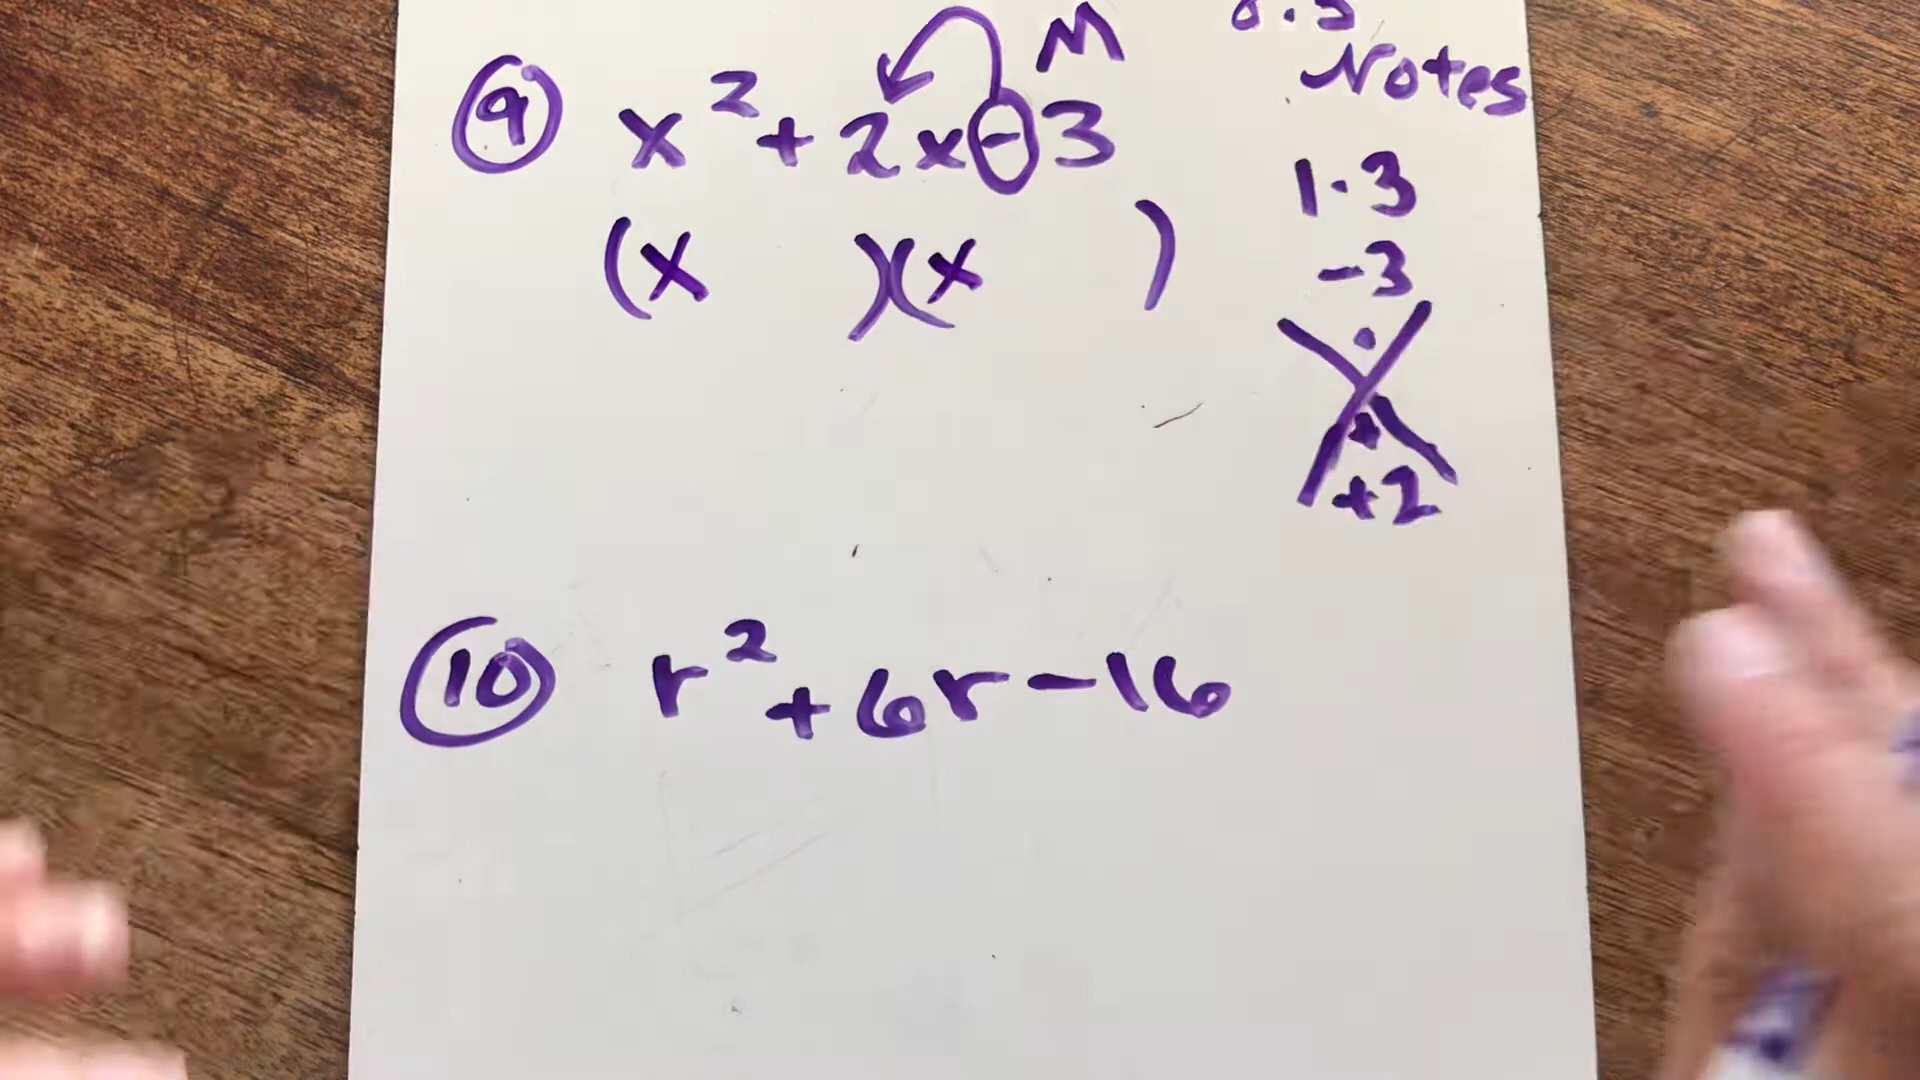 Notes
M
⑨ x² + 2x - 3
(x )(x )
1·3
-3
·
+
+2
⑩ r² + 6r - 16